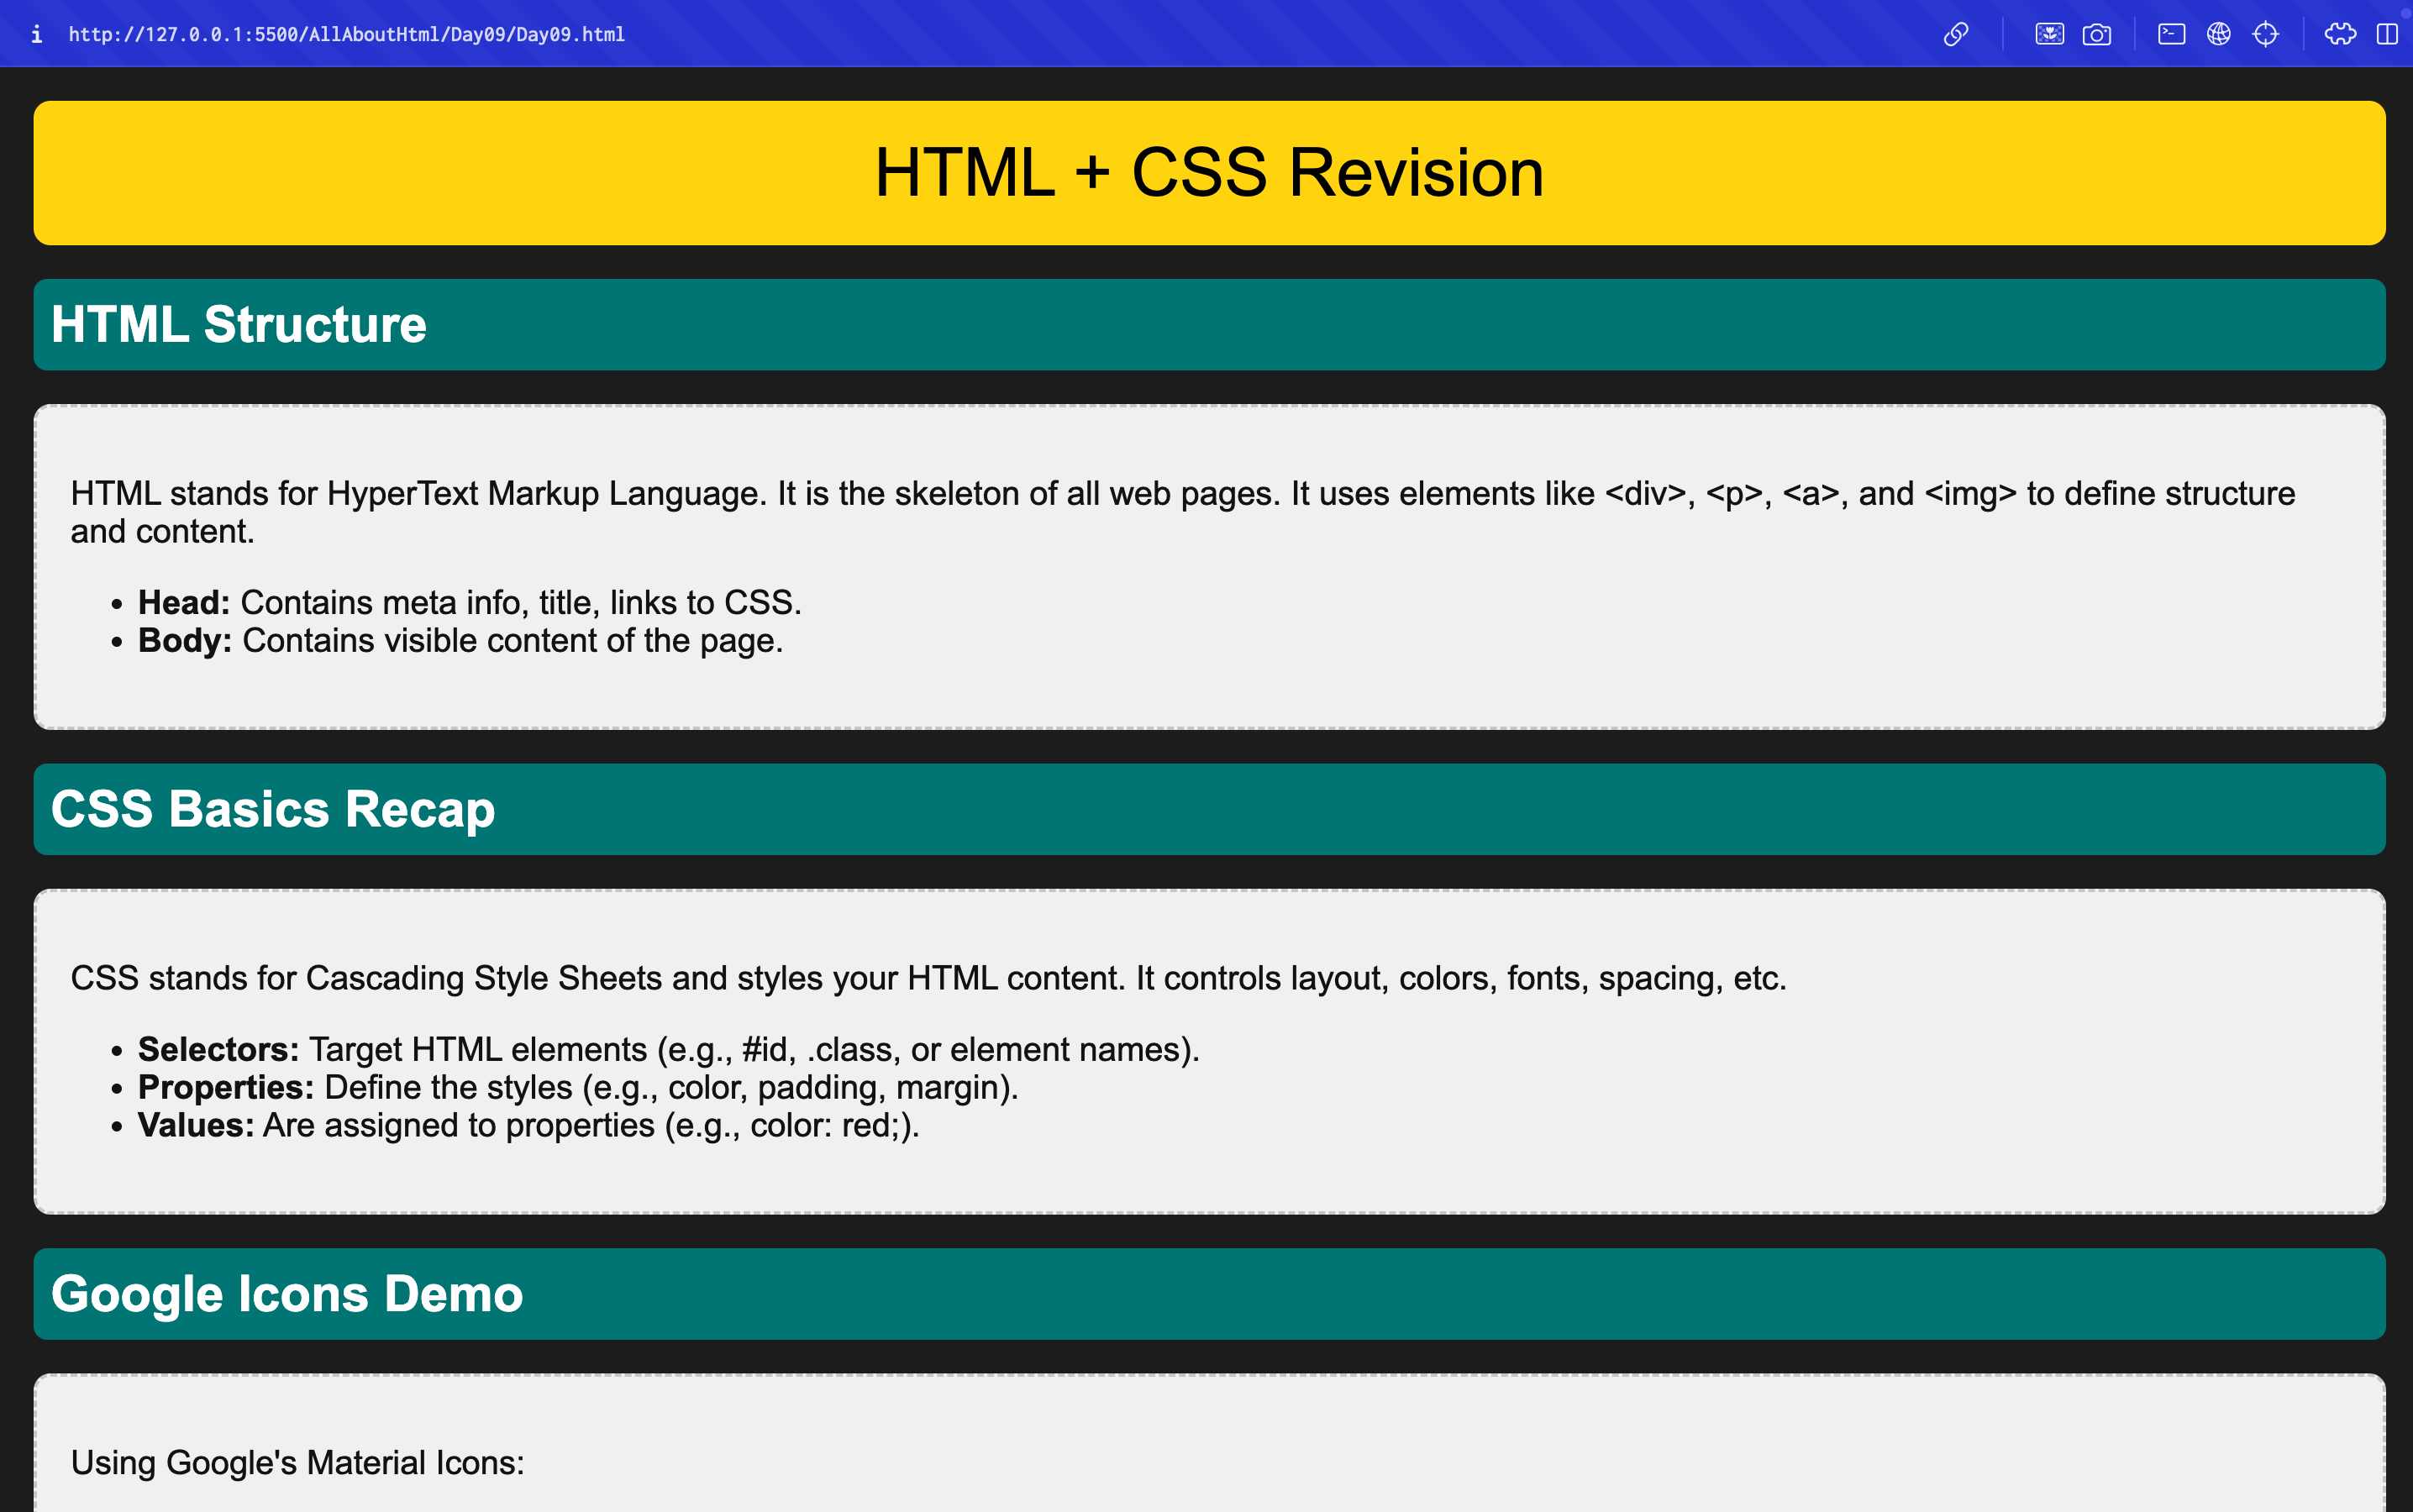 http://127.0.0.1:5500/AllAboutHtml/Day09/Day09.html
HTML + CSS Revision
HTML Structure
HTML stands for HyperText Markup Language. It is the skeleton of all web pages. It uses elements like <div>, <p>, <a>, and <img> to define structure
and content.
• Head: Contains meta info, title, links to CSS.
• Body: Contains visible content of the page.
CSS Basics Recap
CSS stands for Cascading Style Sheets and styles your HTML content. It controls layout, colors, fonts, spacing, etc.
• Selectors: Target HTML elements (e.g., #id, .class, or element names).
• Properties: Define the styles (e.g., color, padding, margin).
• Values: Are assigned to properties (e.g., color: red;).
Google Icons Demo
Using Google's Material Icons: